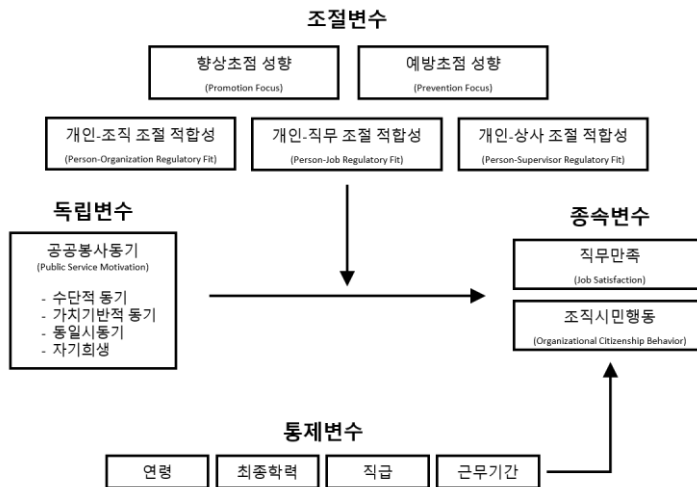 조절변수
향상초점 성향
(Promotion Focus)
예방초점 성향
(Prevention Focus)
개인-조직 조절 적합성
(Person-Organization Regulatory Fit)
개인-직무 조절 적합성
(Person-Job Regulatory Fit)
개인-상사 조절 적합성
(Person-Supervisor Regulatory Fit)
독립변수
공공봉사동기
(Public Service Motivation)
- 수단적 동기
- 가치기반적 동기
- 동일시동기
- 자기희생
종속변수
직무만족
(Job Satisfaction)
조직시민행동
(Organizational Citizenship Behavior)
통제변수
연령
최종학력
직급
근무기간